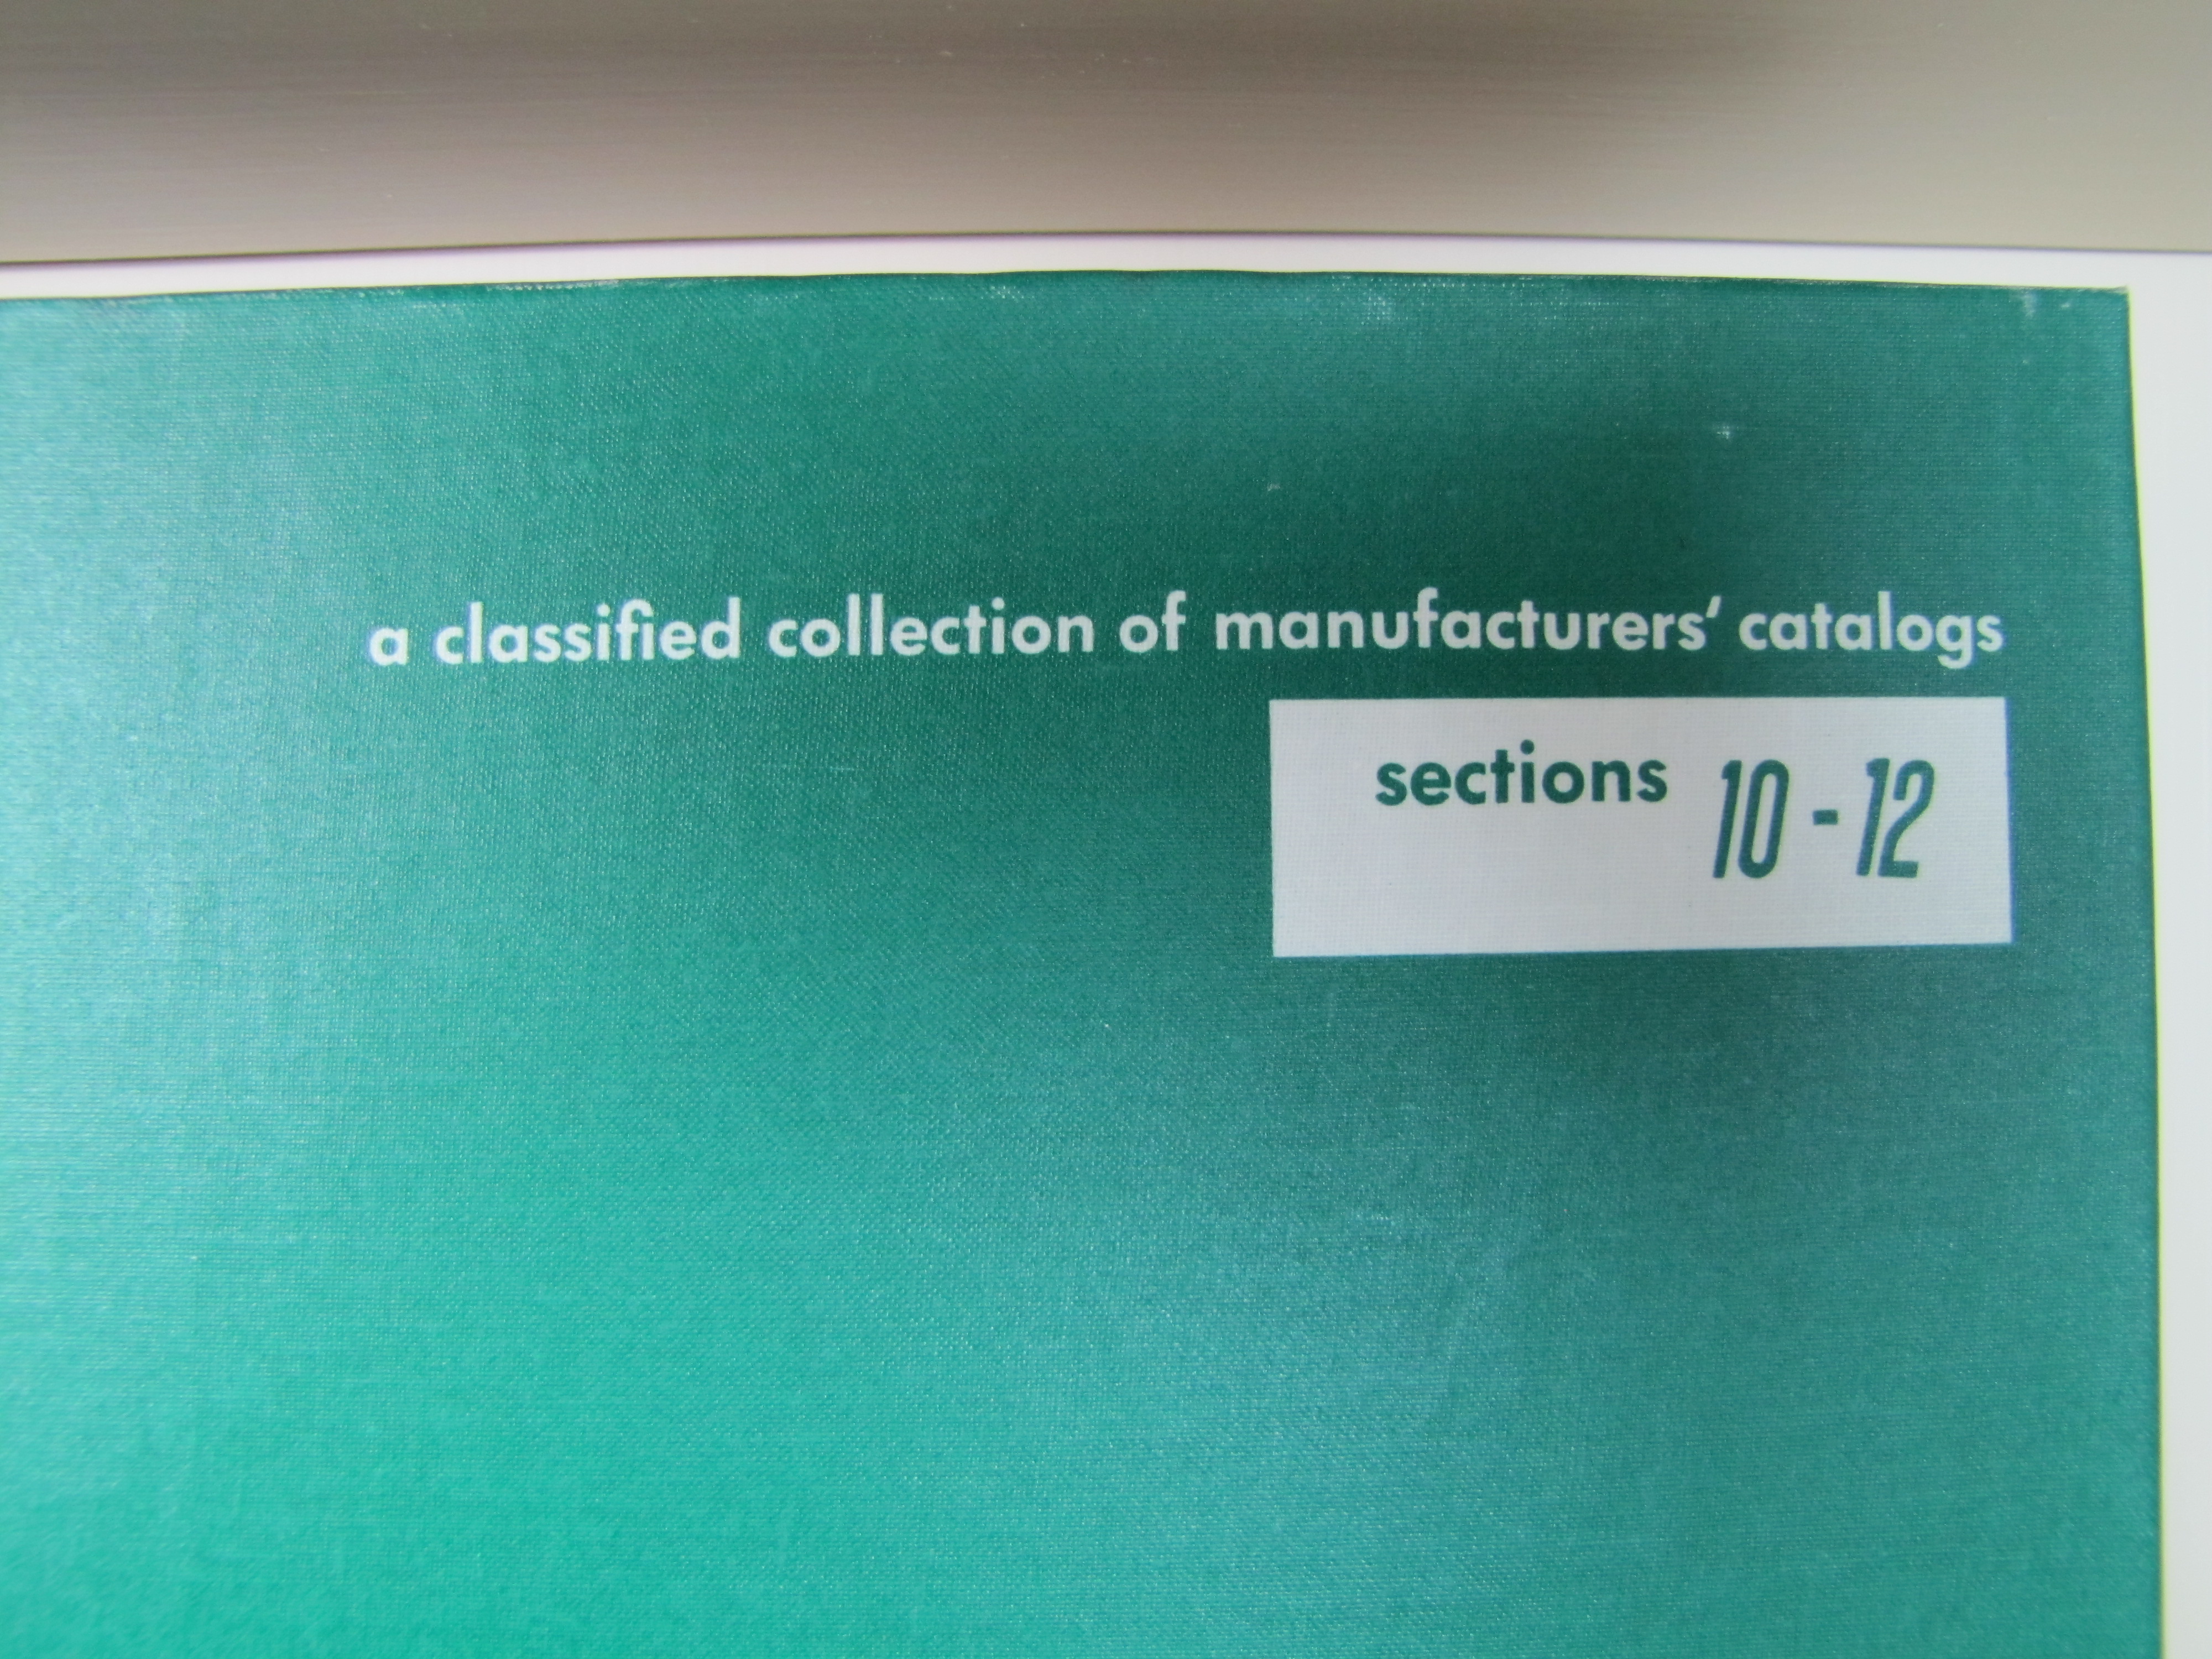 a classified collection of manufacturers' catalogs
sections 10 - 12